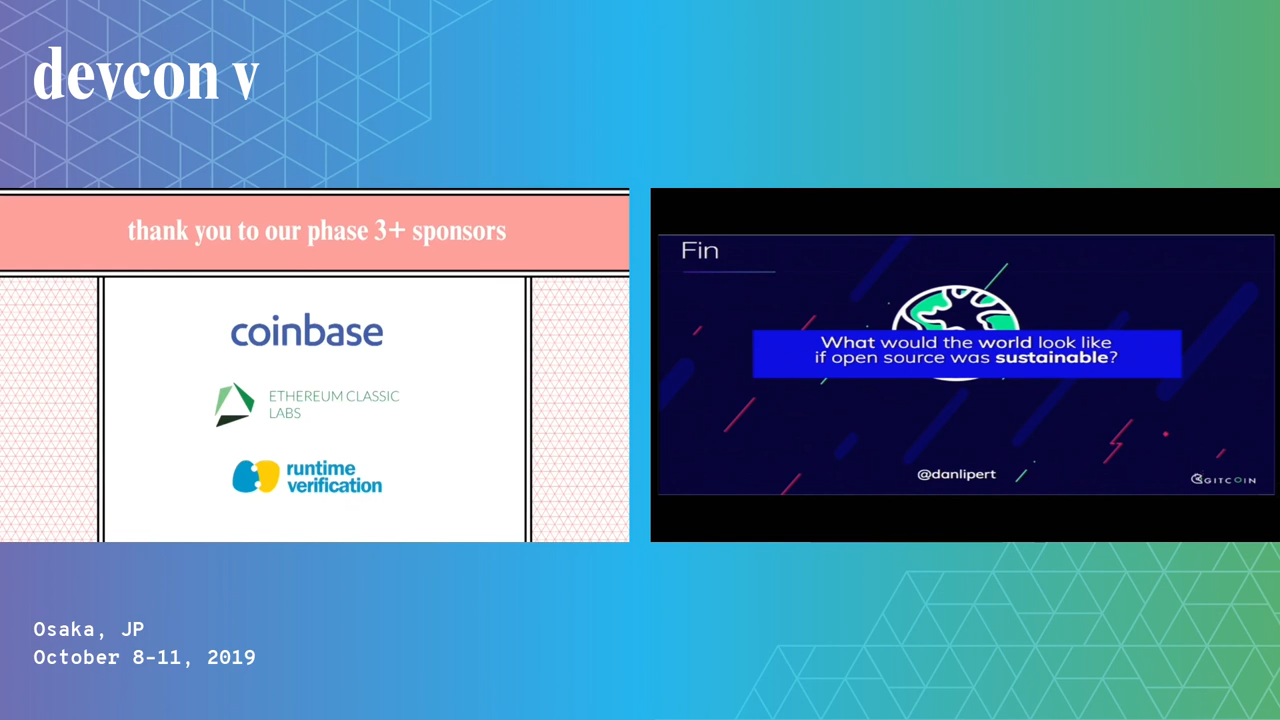 devcon v
thank you to our phase 3+ sponsors
coinbase
ETHEREUM CLASSIC
LABS
runtime
verification
Fin
What would the world look like
if open source was sustainable?
@danlipert
GITCOIN
Osaka, JP
October 8-11, 2019